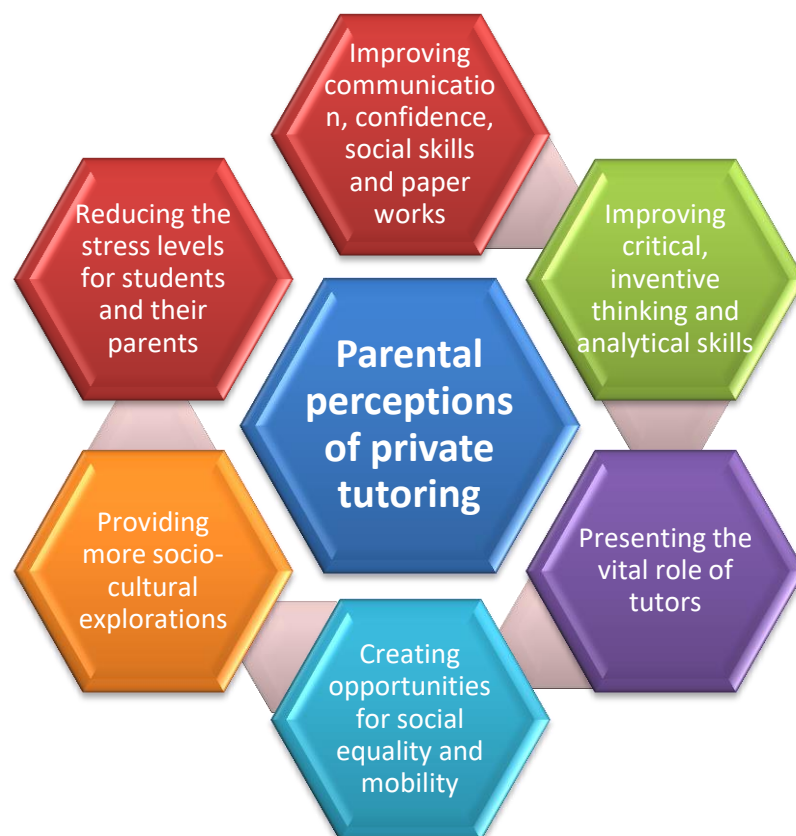 Improving
communicatio
n, confidence,
social skills
and paper
works
Reducing the
stress levels
for students
and their
parents
Improving
critical,
inventive
thinking and
analytical skills
Parental
perceptions
of private
tutoring
Providing
more socio-
cultural
explorations
Presenting the
vital role of
tutors
Creating
opportunities
for social
equality and
mobility